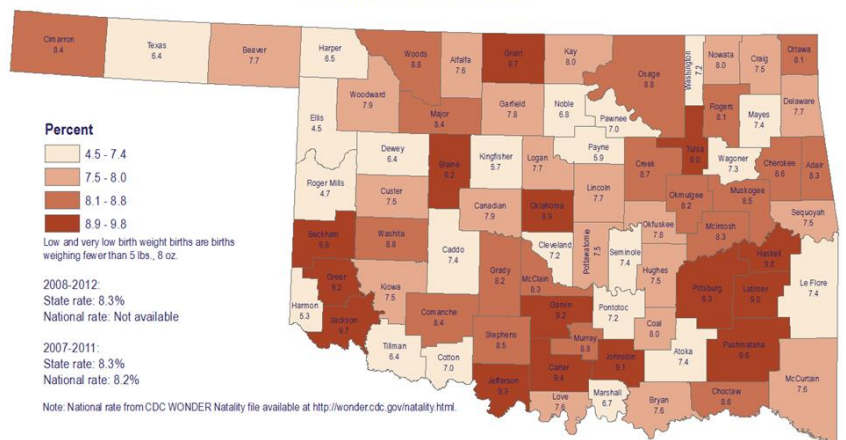 Cimarron
8.4
Texas
6.4
Beaver
7.7
Harper
6.5
Woods
8.8
Alfalfa
7.6
Grant
9.7
Kay
8.0
Osage
8.8
Washington
7.2
Nowata
8.0
Craig
7.5
Ottawa
8.1
Ellis
4.5
Woodward
7.9
Major
8.4
Garfield
7.8
Noble
6.8
Pawnee
7.0
Rogers
8.1
Mayes
7.4
Delaware
7.7
Dewey
6.4
Blaine
9.2
Kingfisher
5.7
Logan
7.7
Payne
5.9
Creek
8.7
Tulsa
9.0
Wagoner
7.3
Cherokee
8.6
Adair
8.3
Roger Mills
4.7
Custer
7.5
Canadian
7.9
Oklahoma
8.9
Lincoln
7.7
Okmulgee
8.2
Muskogee
8.5
Sequoyah
7.5
Beckham
9.8
Washita
8.8
Caddo
7.4
Grady
8.2
McClain
8.3
Cleveland
7.2
Pottawatomie
7.5
Seminole
7.4
Okfuskee
7.8
McIntosh
8.3
Haskell
Greer
9.2
Kiowa
7.5
Hughes
7.5
Pittsburg
Latimer
9.0
Le Flore
7.4
Harmon
5.3
Jackson
9.7
Comanche
8.4
Stephens
8.5
Garvin
9.2
Murray
8.8
Pontotoc
7.2
Coal
8.0
Atoka
7.4
Pushmataha
9.6
Tillman
6.4
Cotton
7.0
Jefferson
9.3
Carter
9.4
Johnston
9.1
Love
7.6
Marshall
6.7
Bryan
7.6
Choctaw
8.6
McCurtain
7.6
Percent
4.5 - 7.4
7.5 - 8.0
8.1 - 8.8
8.9 - 9.8
Low and very low birth weight births are births
weighing fewer than 5 lbs., 8 oz.
2008-2012:
State rate: 8.3%
National rate: Not available
2007-2011:
State rate: 8.3%
National rate: 8.2%
Note: National rate from CDC WONDER Natality file available at http://wonder.cdc.gov/natality.html.